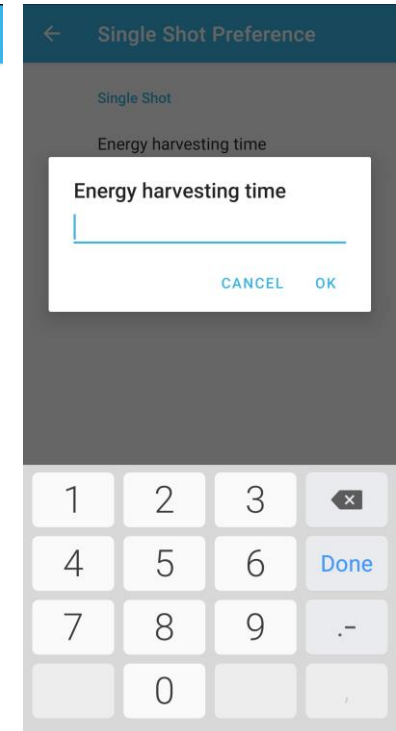 Single Shot Preference
Single Shot
Energy harvesting time
Energy harvesting time
CANCEL OK
1 2 3
4 5 6 Done
7 8 9 .-
0 ,